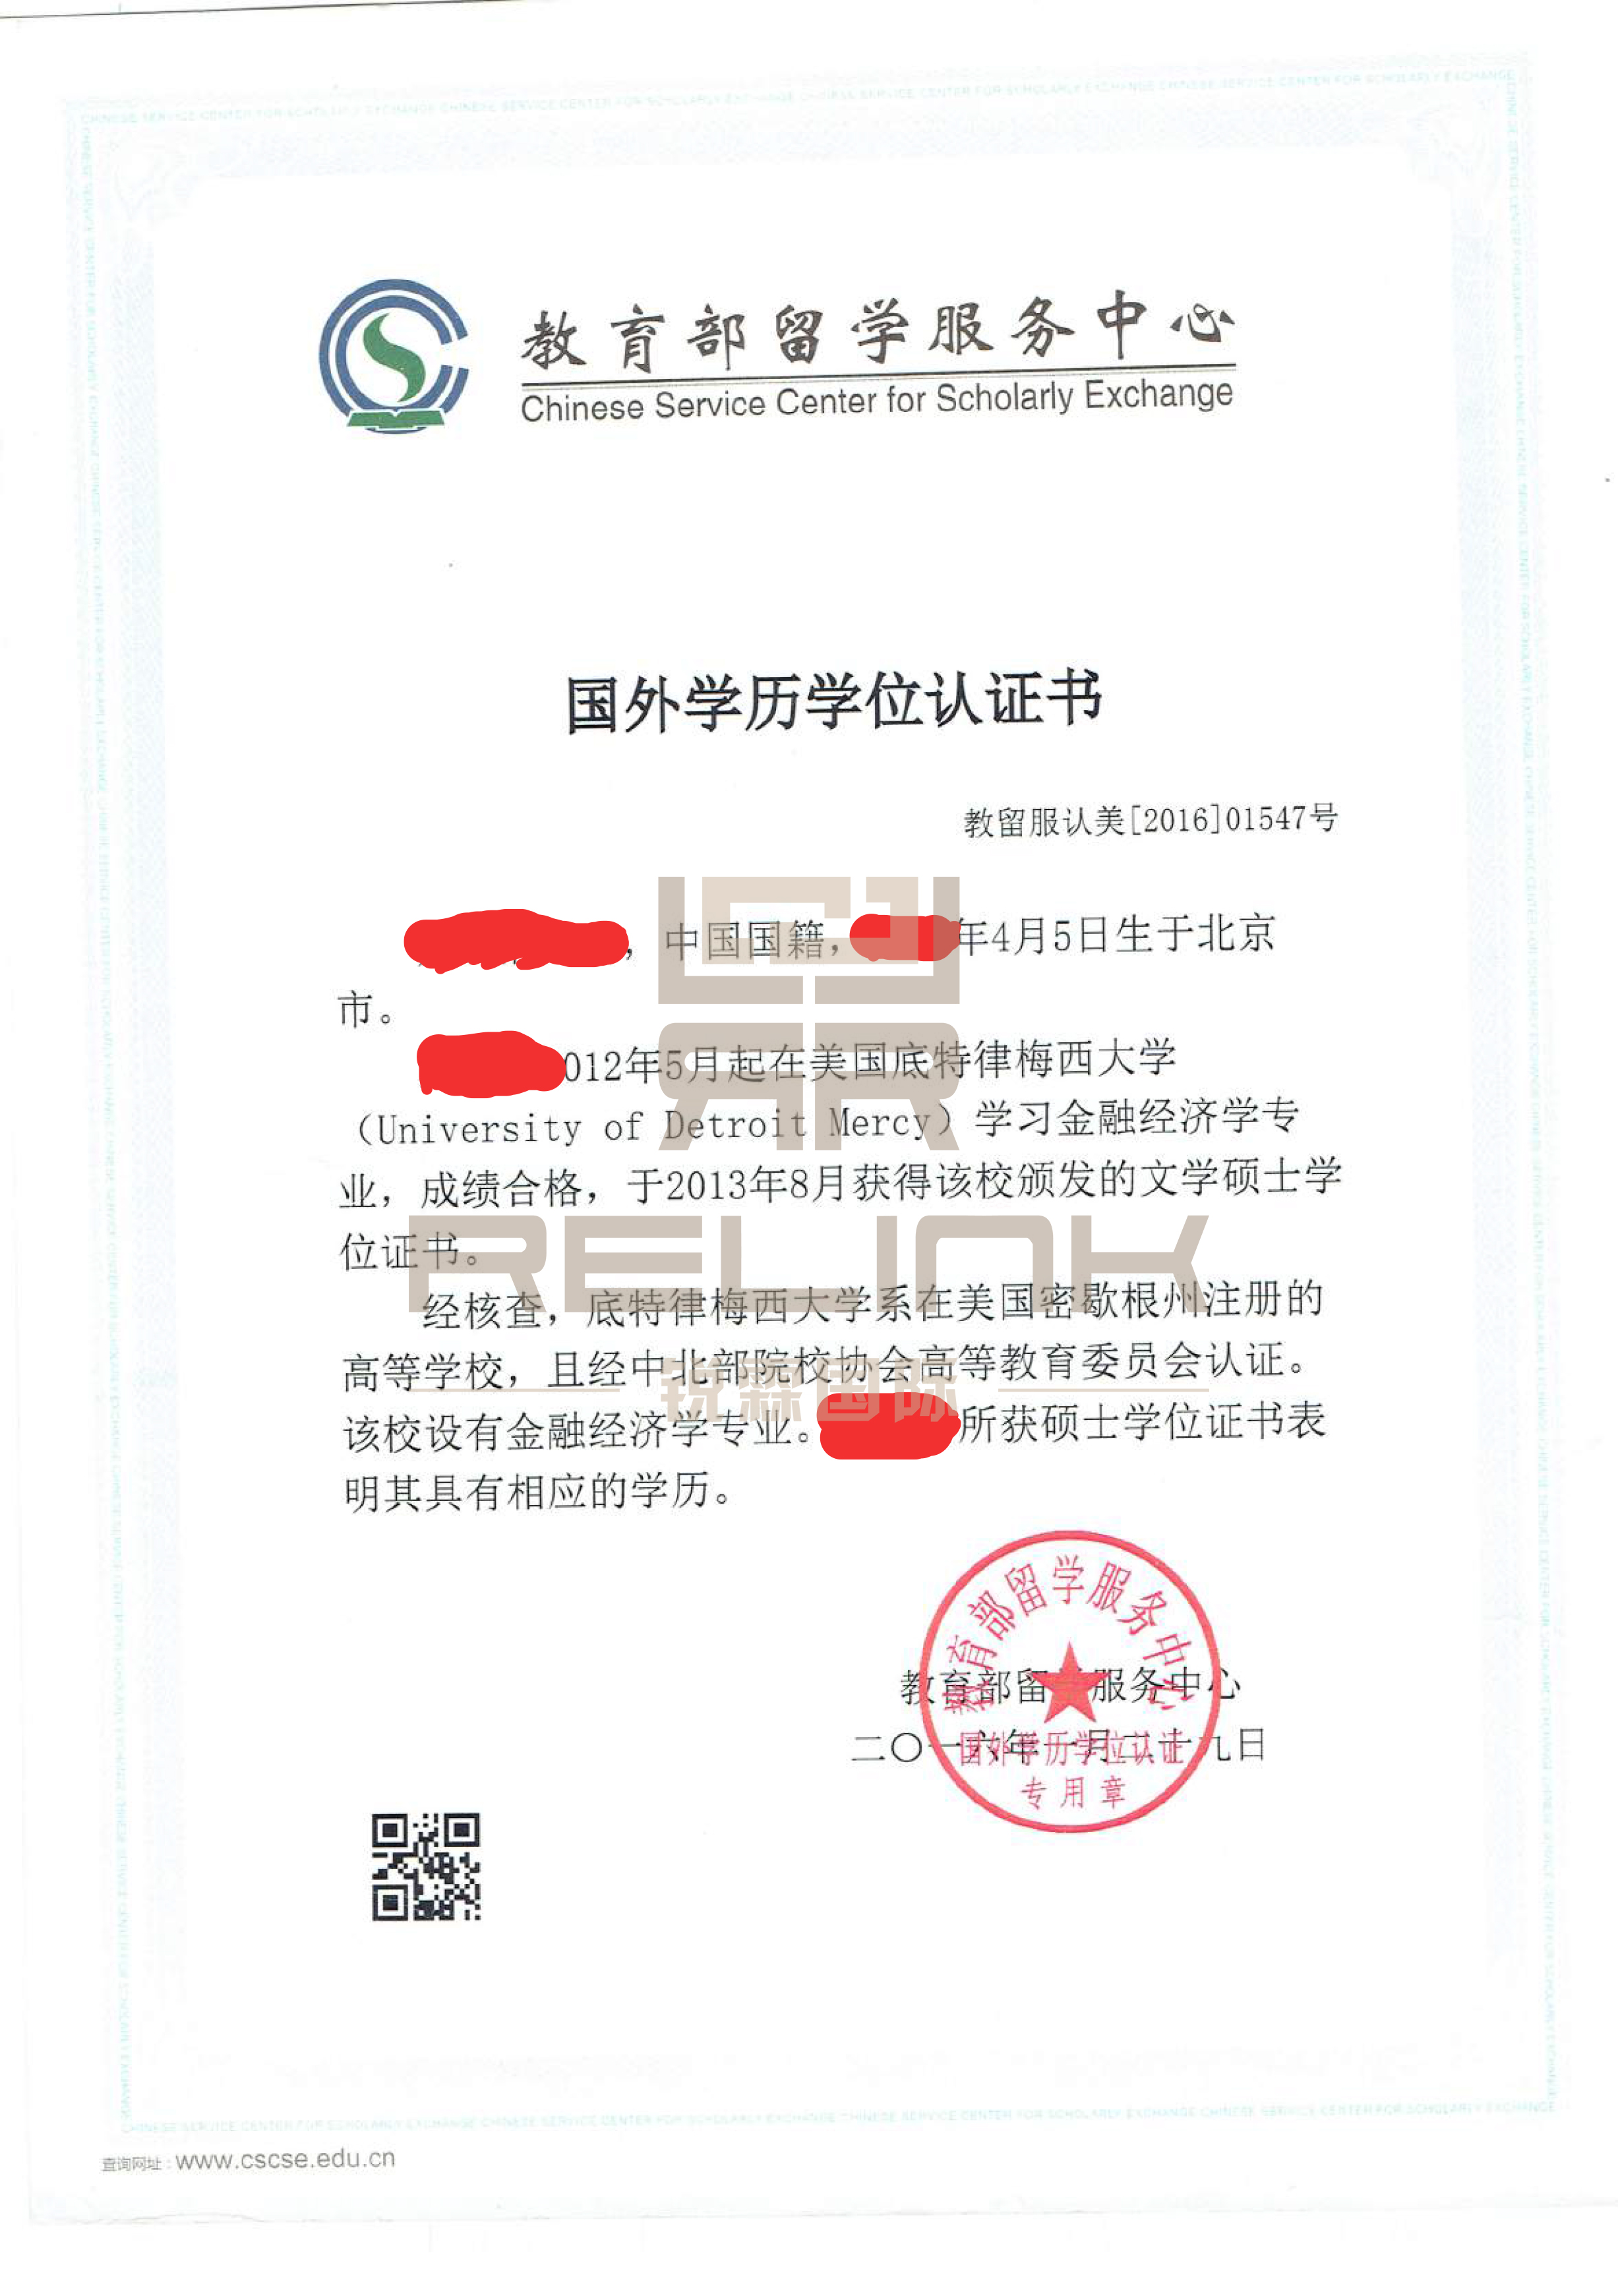 教育部留学服务中心
Chinese Service Center for Scholarly Exchange
国外学历学位认证书
教留服认美[2016]01547号
，中国国籍，年4月5日生于北京
市。
012年5月起在美国底特律梅西大学
（University of Detroit Mercy）学习金融经济学专
业，成绩合格，于2013年8月获得该校颁发的文学硕士学
位证书。
经核查，底特律梅西大学系在美国密歇根州注册的
高等学校，且经中北部院校协会高等教育委员会认证。
该校设有金融经济学专业。所获硕士学位证书表
明其具有相应的学历。
RELINK
锐霖国际
教育部留学服务中心
二〇一六年一月二十九日
教育部留学服务中心
国外学历学位认证
专用章
查询网址：www.cscse.edu.cn
CHINESE SERVICE CENTER FOR SCHOLARLY EXCHANGE